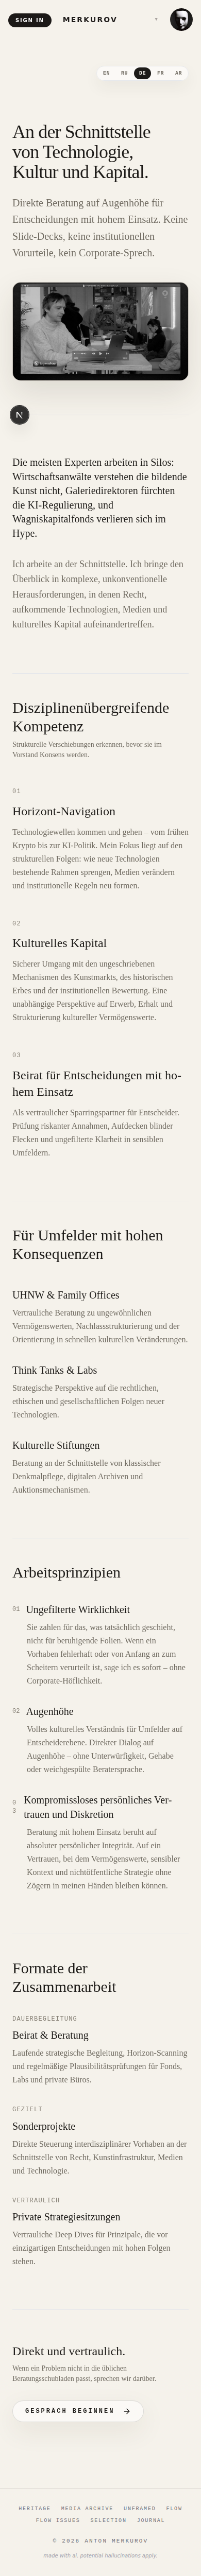 SIGN IN
MERKUROV
EN RU DE FR AR
An der Schnittstelle
von Technologie,
Kultur und Kapital.
Direkte Beratung auf Augenhöhe für
Entscheidungen mit hohem Einsatz. Keine
Slide-Decks, keine institutionellen
Vorurteile, kein Corporate-Sprech.
N
Die meisten Experten arbeiten in Silos:
Wirtschaftsanwälte verstehen die bildende
Kunst nicht, Galeriedirektoren fürchten
die KI-Regulierung, und
Wagniskapitalfonds verlieren sich im
Hype.
Ich arbeite an der Schnittstelle. Ich bringe den
Überblick in komplexe, unkonventionelle
Herausforderungen, in denen Recht,
aufkommende Technologien, Medien und
kulturelles Kapital aufeinandertreffen.
Disziplinenübergreifende
Kompetenz
Strukturelle Verschiebungen erkennen, bevor sie im
Vorstand Konsens werden.
01
Horizont-Navigation
Technologiewellen kommen und gehen – vom frühen
Krypto bis zur KI-Politik. Mein Fokus liegt auf den
strukturellen Folgen: wie neue Technologien
bestehende Rahmen sprengen, Medien verändern
und institutionelle Regeln neu formen.
02
Kulturelles Kapital
Sicherer Umgang mit den ungeschriebenen
Mechanismen des Kunstmarkts, des historischen
Erbes und der institutionellen Bewertung. Eine
unabhängige Perspektive auf Erwerb, Erhalt und
Strukturierung kultureller Vermögenswerte.
03
Beirat für Entscheidungen mit ho-
hem Einsatz
Als vertraulicher Sparringspartner für Entscheider.
Prüfung riskanter Annahmen, Aufdecken blinder
Flecken und ungefilterte Klarheit in sensiblen
Umfeldern.
Für Umfelder mit hohen
Konsequenzen
UHNW & Family Offices
Vertrauliche Beratung zu ungewöhnlichen
Vermögenswerten, Nachlassstrukturierung und der
Orientierung in schnellen kulturellen Veränderungen.
Think Tanks & Labs
Strategische Perspektive auf die rechtlichen,
ethischen und gesellschaftlichen Folgen neuer
Technologien.
Kulturelle Stiftungen
Beratung an der Schnittstelle von klassischer
Denkmalpflege, digitalen Archiven und
Auktionsmechanismen.
Arbeitsprinzipien
01 Ungefilterte Wirklichkeit
Sie zahlen für das, was tatsächlich geschieht,
nicht für beruhigende Folien. Wenn ein
Vorhaben fehlerhaft oder von Anfang an zum
Scheitern verurteilt ist, sage ich es sofort – ohne
Corporate-Höflichkeit.
02 Augenhöhe
Volles kulturelles Verständnis für Umfelder auf
Entscheiderebene. Direkter Dialog auf
Augenhöhe – ohne Unterwürfigkeit, Gehabe
oder weichgespülte Beratersprache.
03 Kompromissloses persönliches Ver-
trauen und Diskretion
Beratung mit hohem Einsatz beruht auf
absoluter persönlicher Integrität. Auf ein
Vertrauen, bei dem Vermögenswerte, sensibler
Kontext und nichtöffentliche Strategie ohne
Zögern in meinen Händen bleiben können.
Formate der
Zusammenarbeit
DAUERBEGLEITUNG
Beirat & Beratung
Laufende strategische Begleitung, Horizon-Scanning
und regelmäßige Plausibilitätsprüfungen für Fonds,
Labs und private Büros.
GEZIELT
Sonderprojekte
Direkte Steuerung interdisziplinärer Vorhaben an der
Schnittstelle von Recht, Kunstinfrastruktur, Medien
und Technologie.
VERTRAULICH
Private Strategiesitzungen
Vertrauliche Deep Dives für Prinzipale, die vor
einzigartigen Entscheidungen mit hohen Folgen
stehen.
Direkt und vertraulich.
Wenn ein Problem nicht in die üblichen
Beratungsschubladen passt, sprechen wir darüber.
GESPRÄCH BEGINNEN →
HERITAGE MEDIA ARCHIVE UNFRAMED FLOW
FLOW ISSUES SELECTION JOURNAL
© 2026 ANTON MERKUROV
made with ai. potential hallucinations apply.